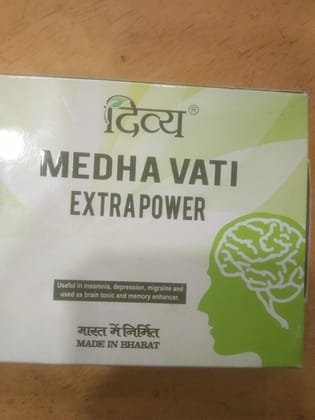 दिव्य®
MEDHA VATI
EXTRAPOWER
Useful in insomnia, depression, migraine and
used as brain tonic and memory enhancer.
भारत में निर्मित
MADE IN BHARAT